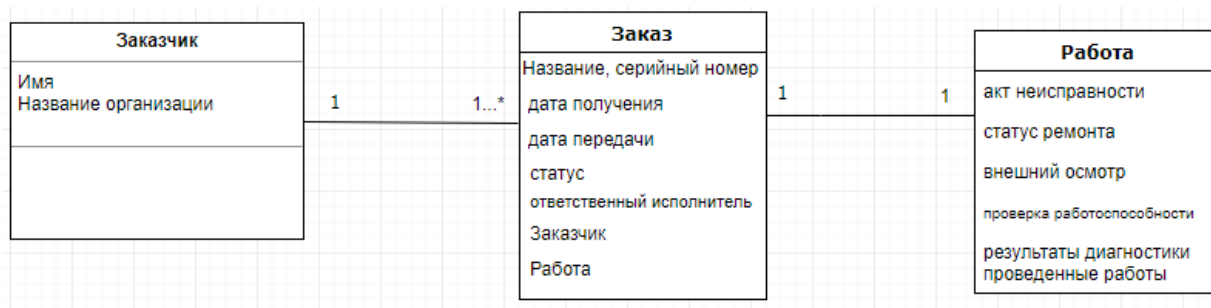 Заказчик
Имя
Название организации
1
1...*
Заказ
Название, серийный номер
дата получения
дата передачи
статус
ответственный исполнитель
Заказчик
Работа
1
1
Работа
акт неисправности
статус ремонта
внешний осмотр
проверка работоспособности
результаты диагностики
проведенные работы